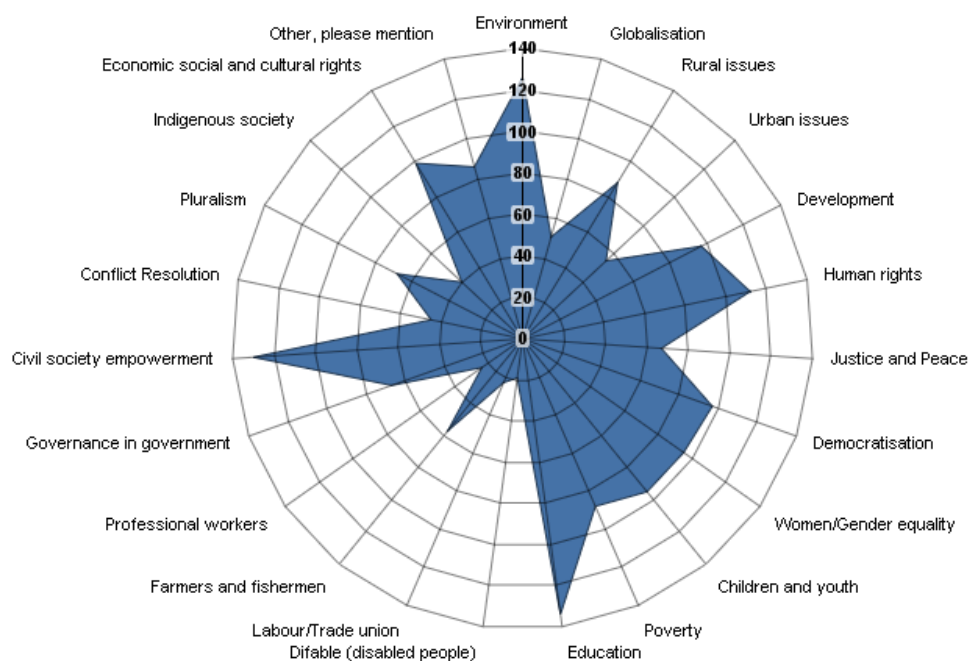 Environment
Globalisation
Rural issues
Urban issues
Development
Human rights
Justice and Peace
Democratisation
Women/Gender equality
Children and youth
Poverty
Education
Difable (disabled people)
Labour/Trade union
Farmers and fishermen
Professional workers
Governance in government
Civil society empowerment
Conflict Resolution
Pluralism
Indigenous society
Economic social and cultural rights
Other, please mention
140
120
100
80
60
40
20
0